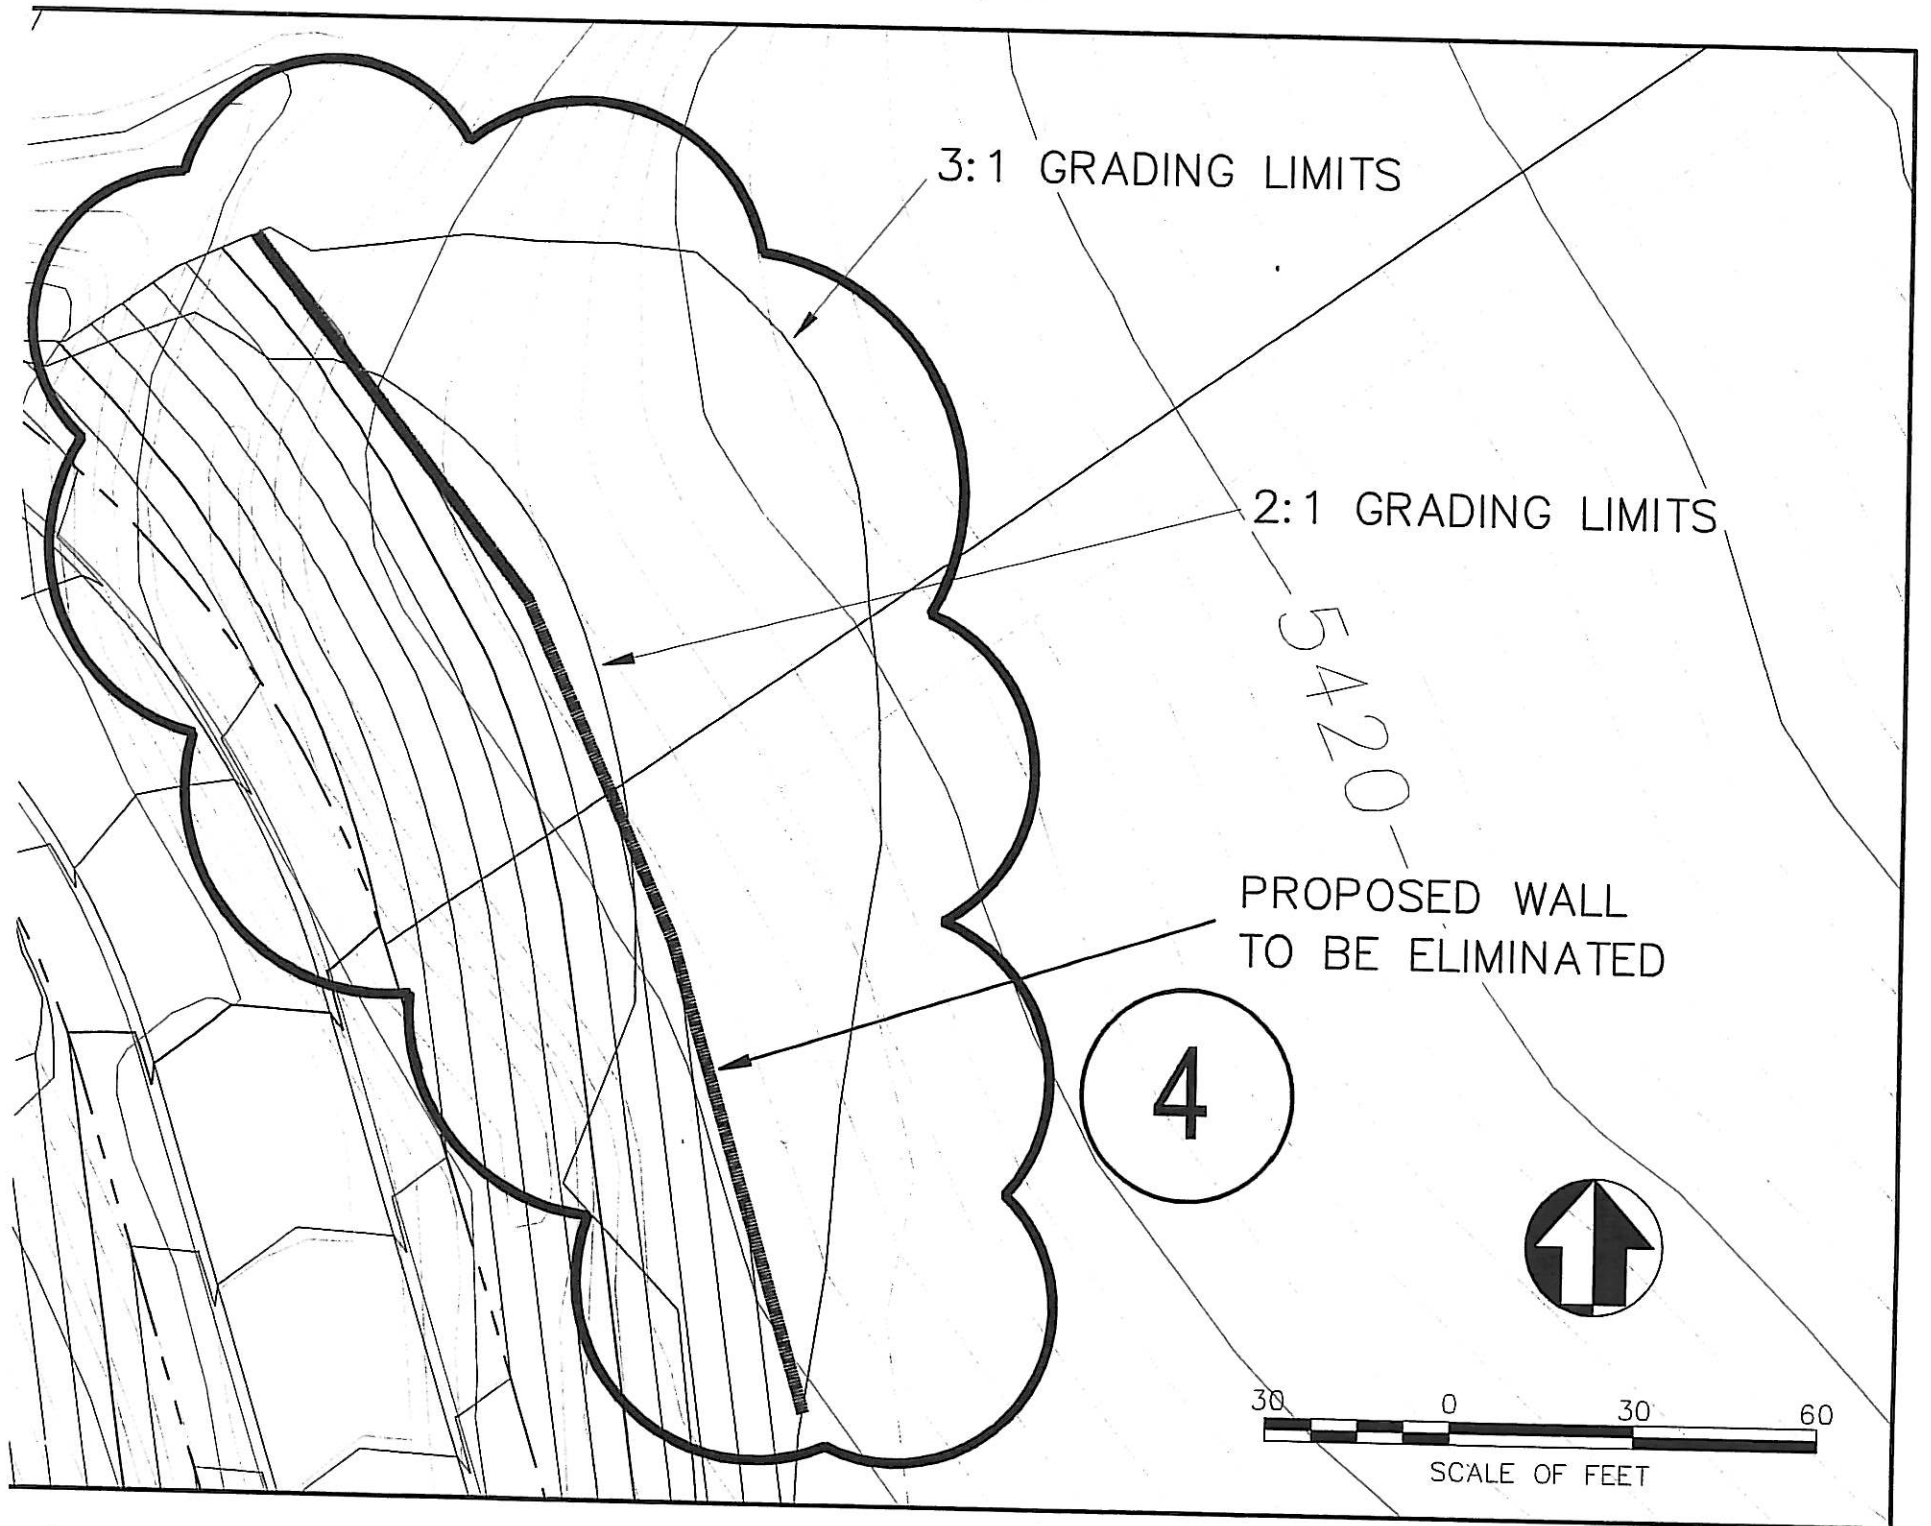 3:1 GRADING LIMITS
2:1 GRADING LIMITS
5420
PROPOSED WALL
TO BE ELIMINATED
4
30 0 30 60
SCALE OF FEET